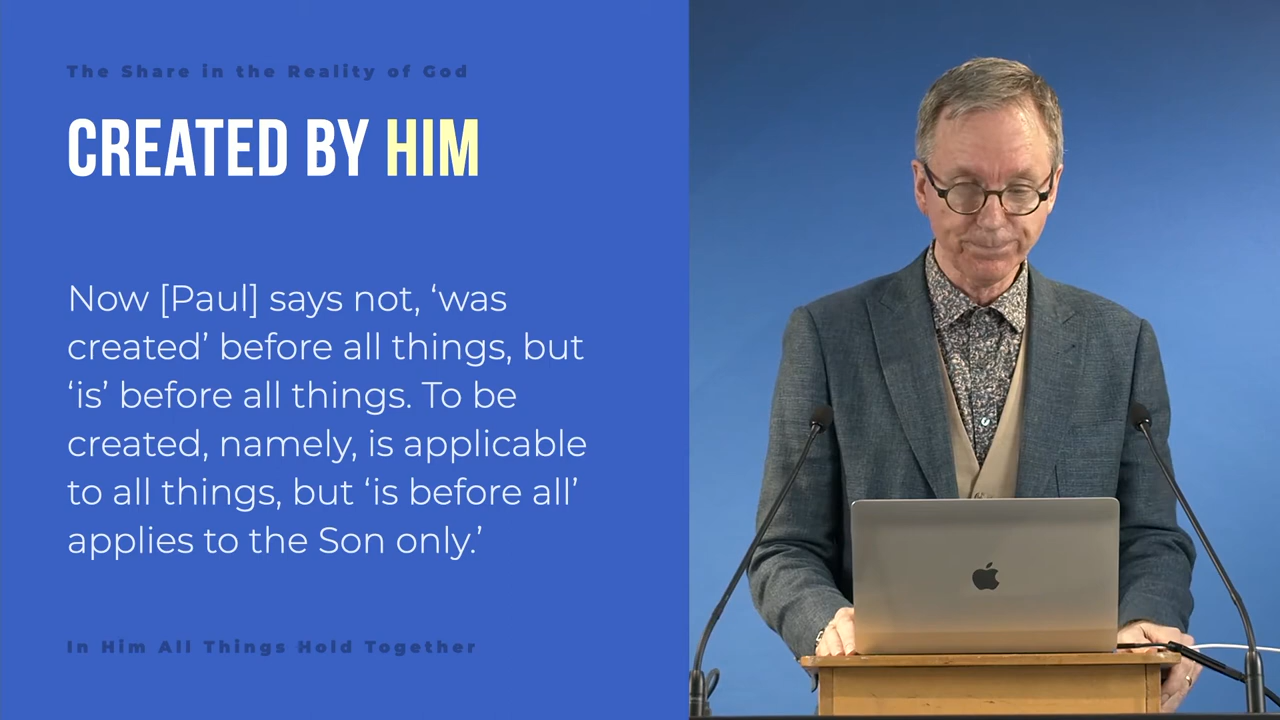 The Share in the Reality of God
CREATED BY HIM
Now [Paul] says not, ‘was
created’ before all things, but
‘is’ before all things. To be
created, namely, is applicable
to all things, but ‘is before all’
applies to the Son only.’
In Him All Things Hold Together